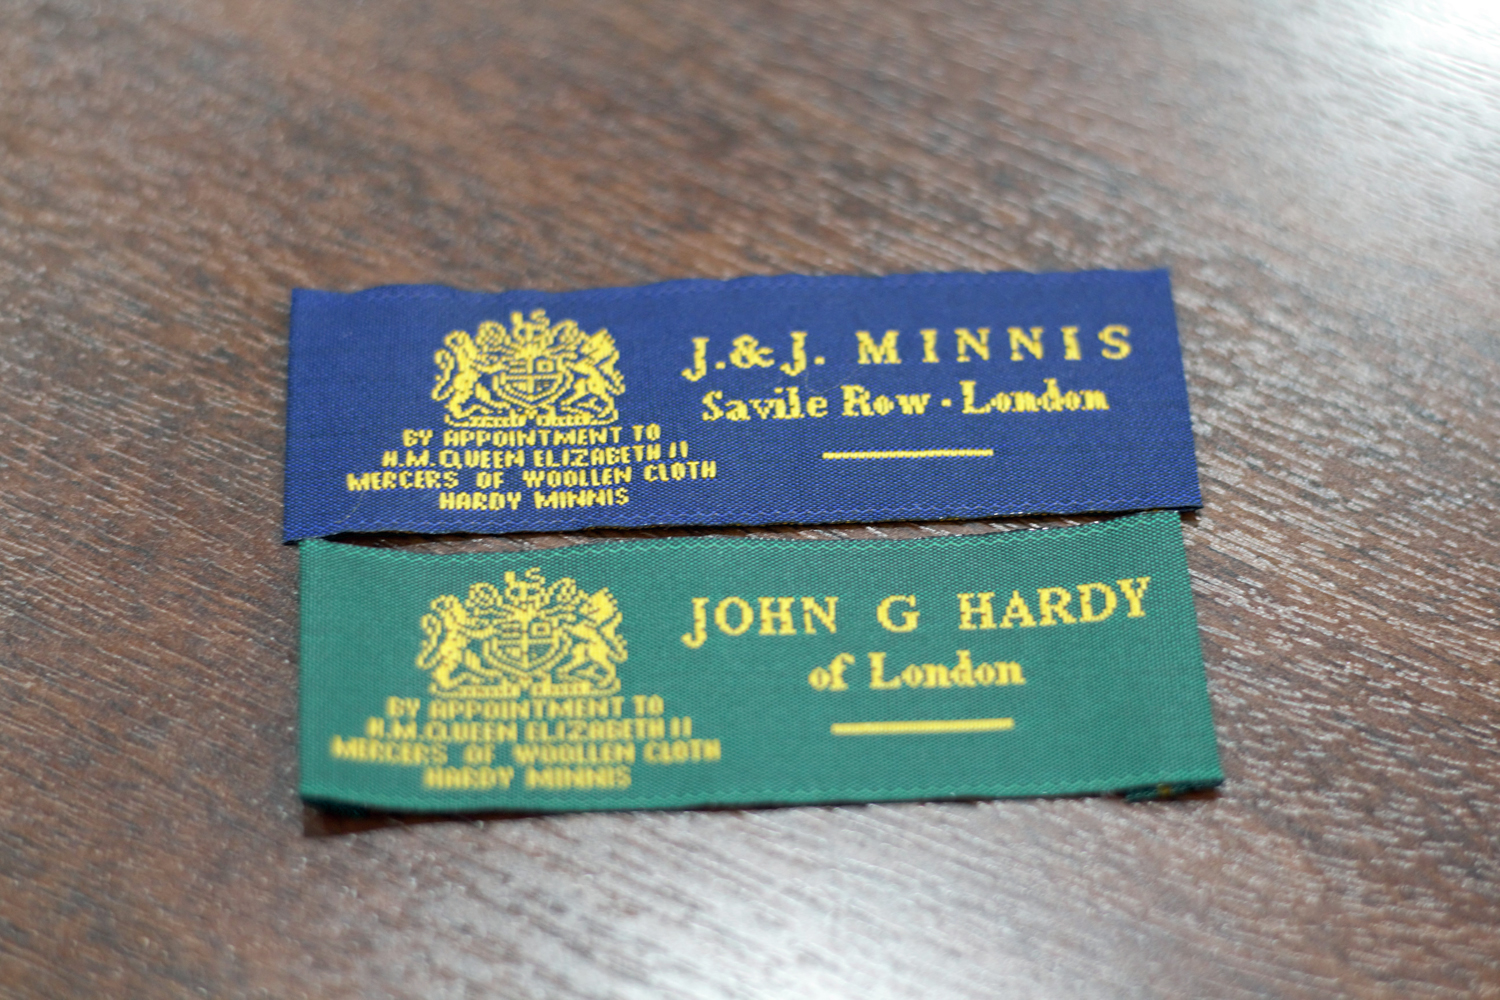 J.&J. MINNIS
Savile Row · London
BY APPOINTMENT TO
H.M. QUEEN ELIZABETH II
MERCERS OF WOOLLEN CLOTH
HARDY MINNIS
JOHN G HARDY
of London
BY APPOINTMENT TO
H.M. QUEEN ELIZABETH II
MERCERS OF WOOLLEN CLOTH
HARDY MINNIS